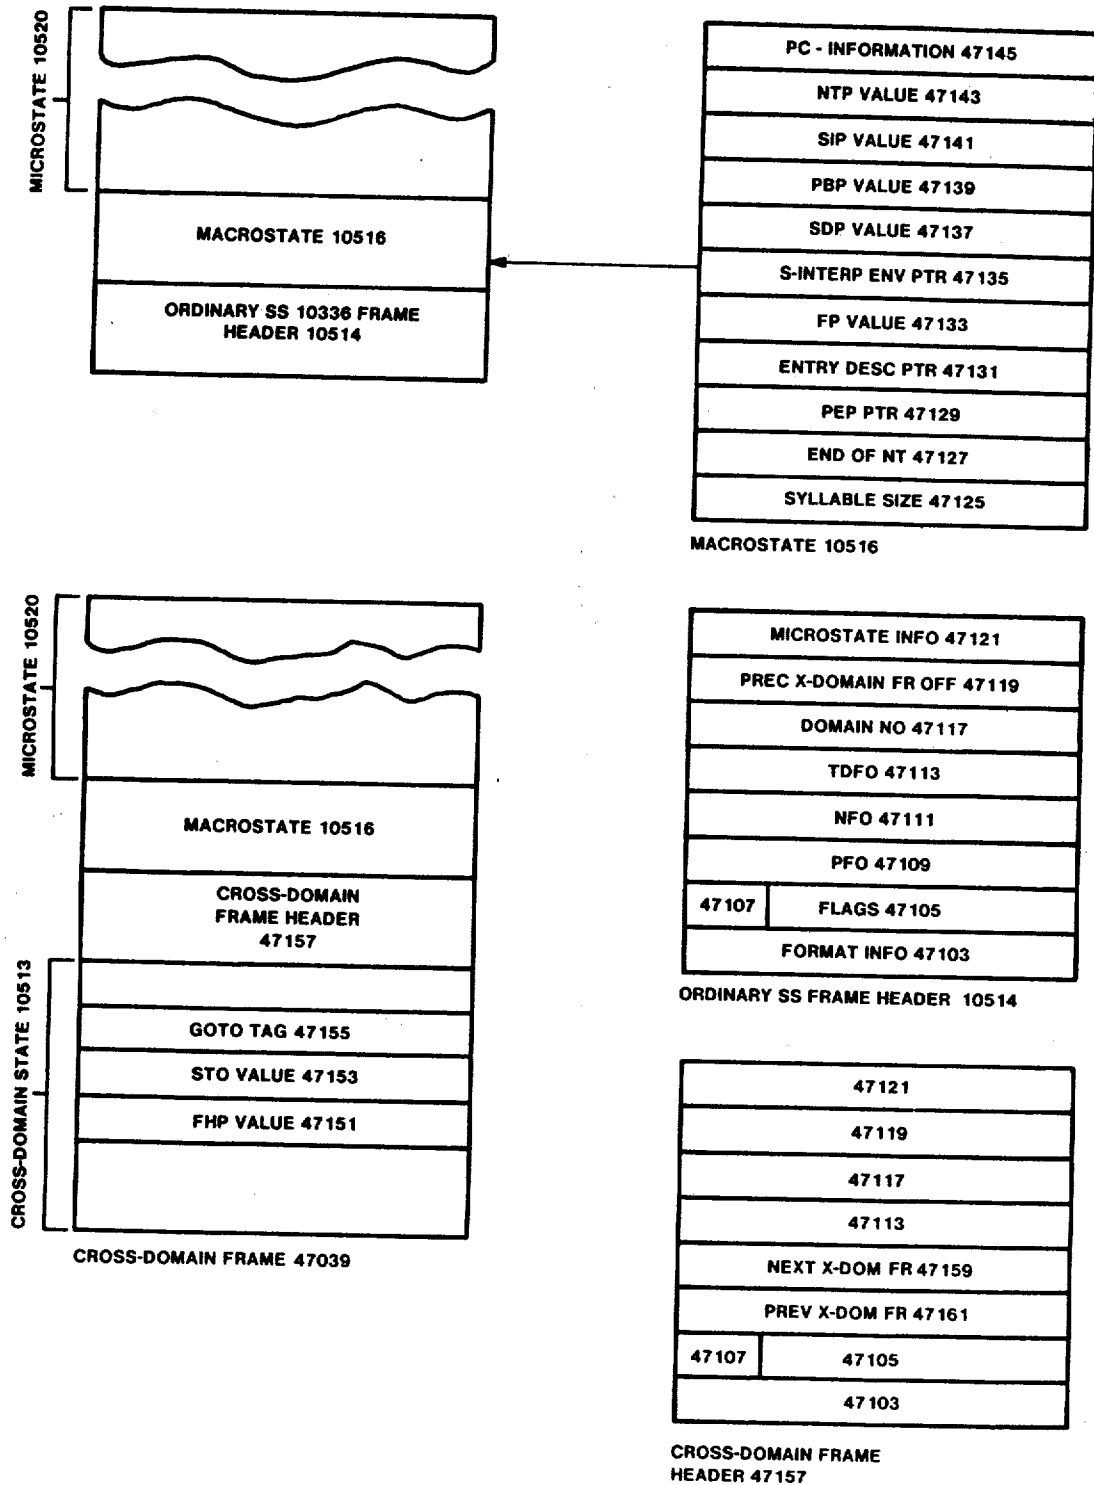 MICROSTATE 10520
MACROSTATE 10516
ORDINARY SS 10336 FRAME
HEADER 10514
PC - INFORMATION 47145
NTP VALUE 47143
SIP VALUE 47141
PBP VALUE 47139
SDP VALUE 47137
S-INTERP ENV PTR 47135
FP VALUE 47133
ENTRY DESC PTR 47131
PEP PTR 47129
END OF NT 47127
SYLLABLE SIZE 47125
MACROSTATE 10516
MICROSTATE 10520
MACROSTATE 10516
CROSS-DOMAIN
FRAME HEADER
47157
CROSS-DOMAIN STATE 10513
GOTO TAG 47155
STO VALUE 47153
FHP VALUE 47151
CROSS-DOMAIN FRAME 47039
MICROSTATE INFO 47121
PREC X-DOMAIN FR OFF 47119
DOMAIN NO 47117
TDFO 47113
NFO 47111
PFO 47109
47107
FLAGS 47105
FORMAT INFO 47103
ORDINARY SS FRAME HEADER 10514
47121
47119
47117
47113
NEXT X-DOM FR 47159
PREV X-DOM FR 47161
47107
47105
47103
CROSS-DOMAIN FRAME
HEADER 47157